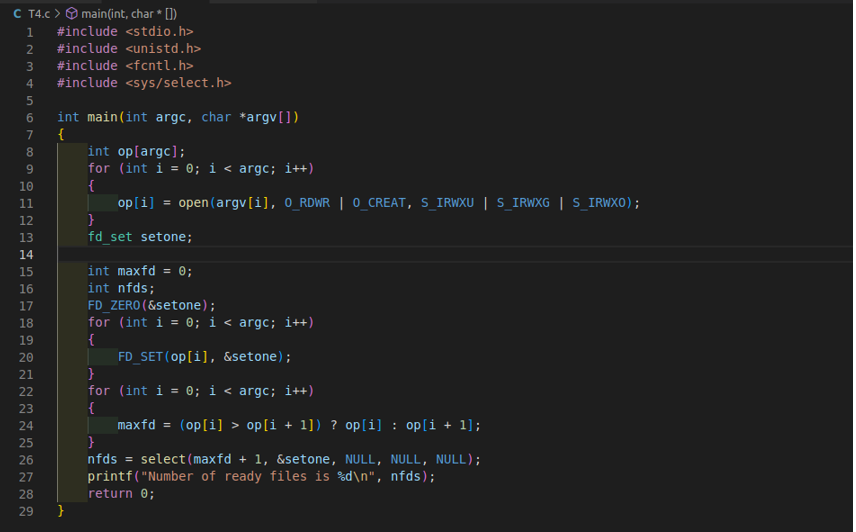 C T4.c > main(int, char * [])
1 #include <stdio.h>
2 #include <unistd.h>
3 #include <fcntl.h>
4 #include <sys/select.h>
5
6 int main(int argc, char *argv[])
7 {
8     int op[argc];
9     for (int i = 0; i < argc; i++)
10     {
11         op[i] = open(argv[i], O_RDWR | O_CREAT, S_IRWXU | S_IRWXG | S_IRWXO);
12     }
13     fd_set setone;
14
15     int maxfd = 0;
16     int nfds;
17     FD_ZERO(&setone);
18     for (int i = 0; i < argc; i++)
19     {
20         FD_SET(op[i], &setone);
21     }
22     for (int i = 0; i < argc; i++)
23     {
24         maxfd = (op[i] > op[i + 1]) ? op[i] : op[i + 1];
25     }
26     nfds = select(maxfd + 1, &setone, NULL, NULL, NULL);
27     printf("Number of ready files is %d\n", nfds);
28     return 0;
29 }